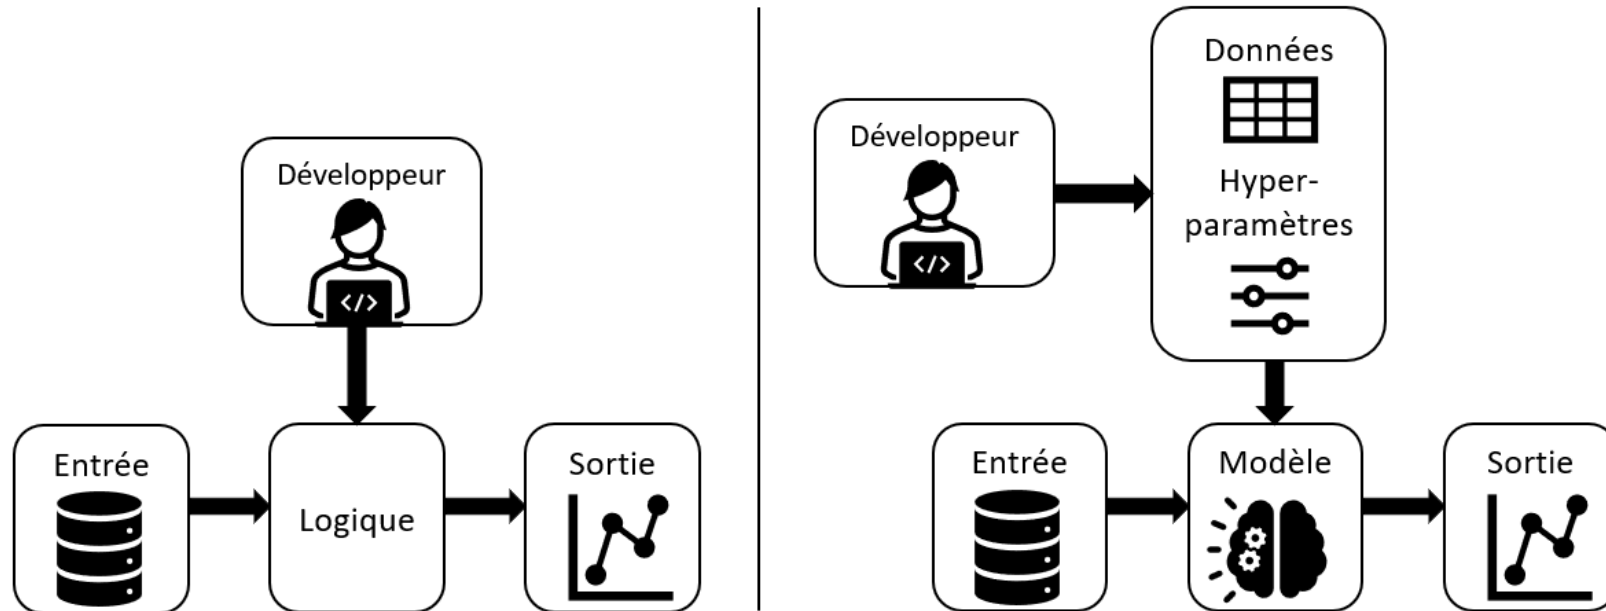 Développeur
</>
Entrée
Logique
Sortie
Développeur
</>
Données
Hyper-
paramètres
Entrée
Modèle
Sortie